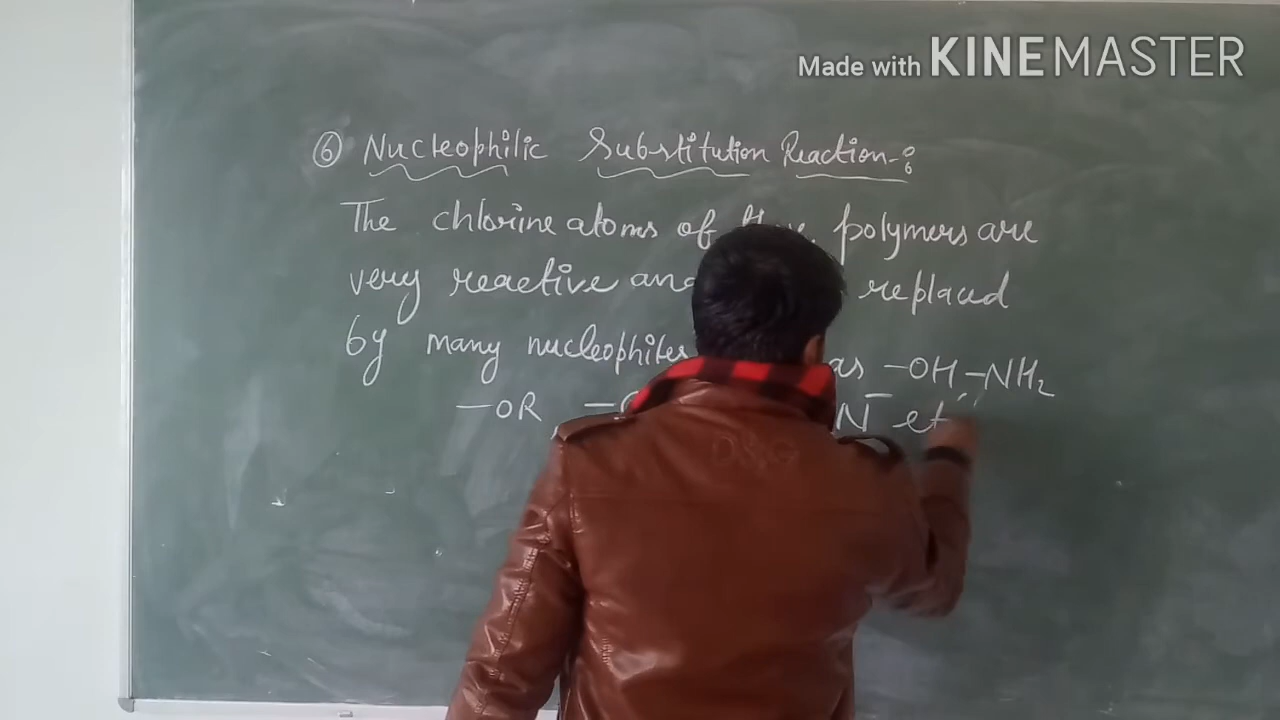 Made with KINEMASTER
⑥ Nucleophilic Substitution Reaction-:
The chlorine atoms of polymers are
very reactive and replaced
by many nucleophiles as -OH -NH2
-OR
D&G